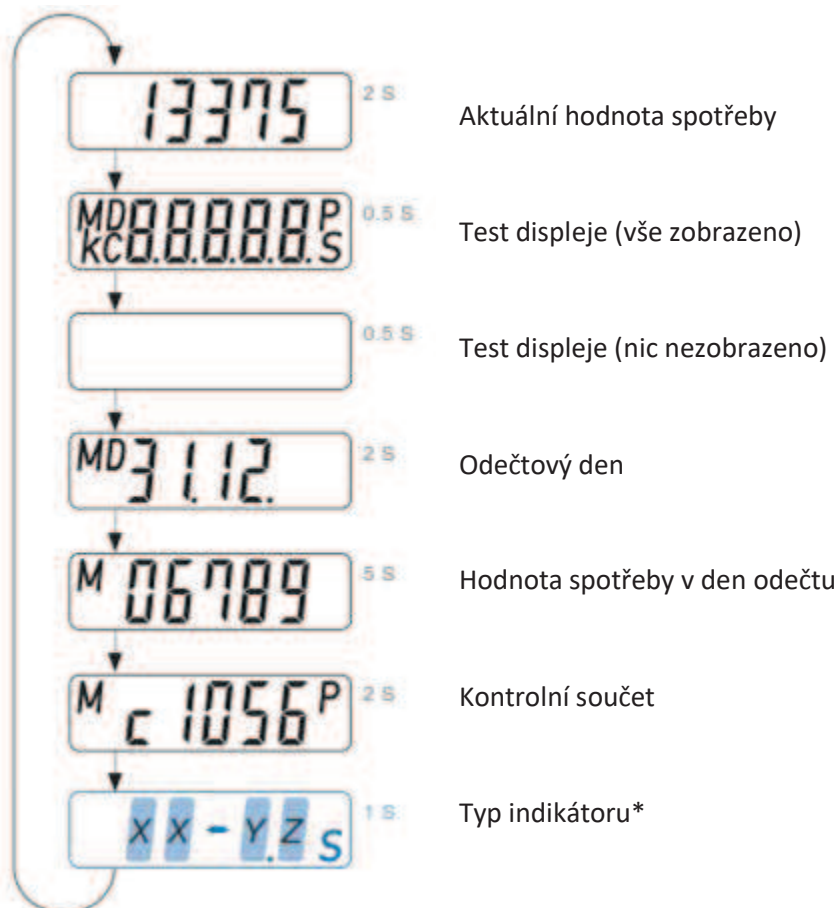 13375 2 S Aktuální hodnota spotřeby
MD kC 8.8.8.8.8. P S 0.5 S Test displeje (vše zobrazeno)
0.5 S Test displeje (nic nezobrazeno)
MD 31.12. 2 S Odečtový den
M 06789 5 S Hodnota spotřeby v den odečtu
M c 1056 P 2 S Kontrolní součet
X X - Y.Z S 1 S Typ indikátoru*